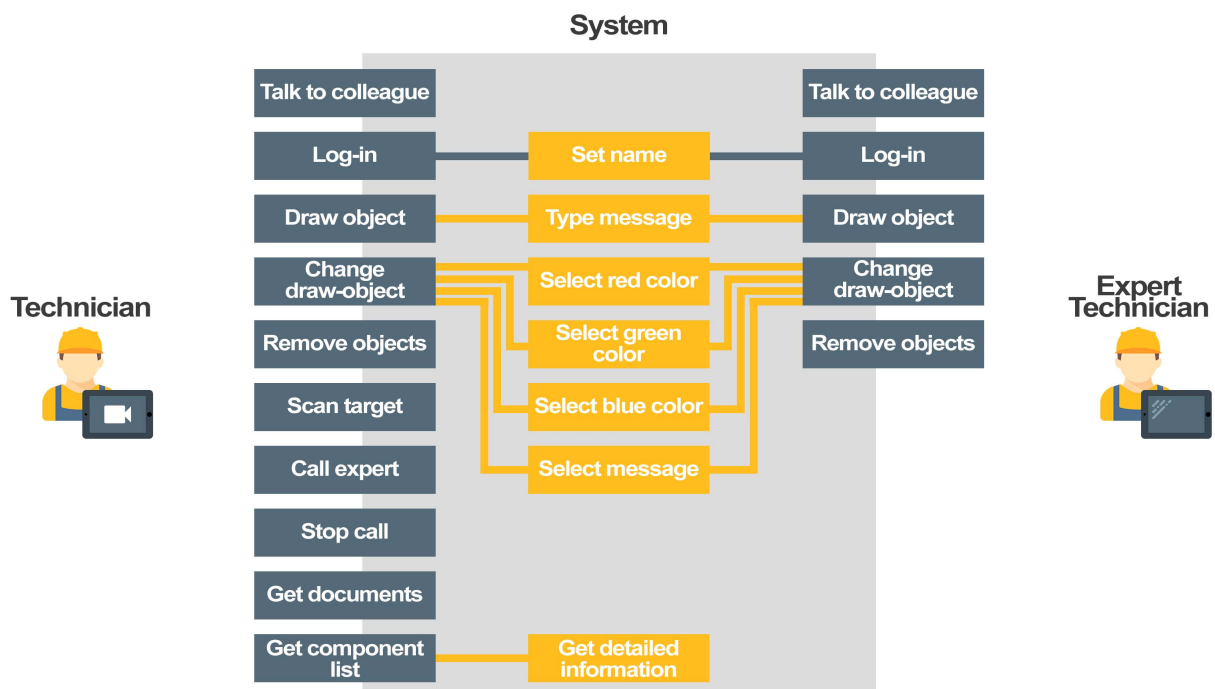 System
Talk to colleague
Talk to colleague
Log-in
Set name
Log-in
Draw object
Type message
Draw object
Change
draw-object
Select red color
Change
draw-object
Technician
Expert
Technician
Remove objects
Select green
color
Remove objects
Scan target
Select blue color
Call expert
Select message
Stop call
Get documents
Get component
list
Get detailed
information